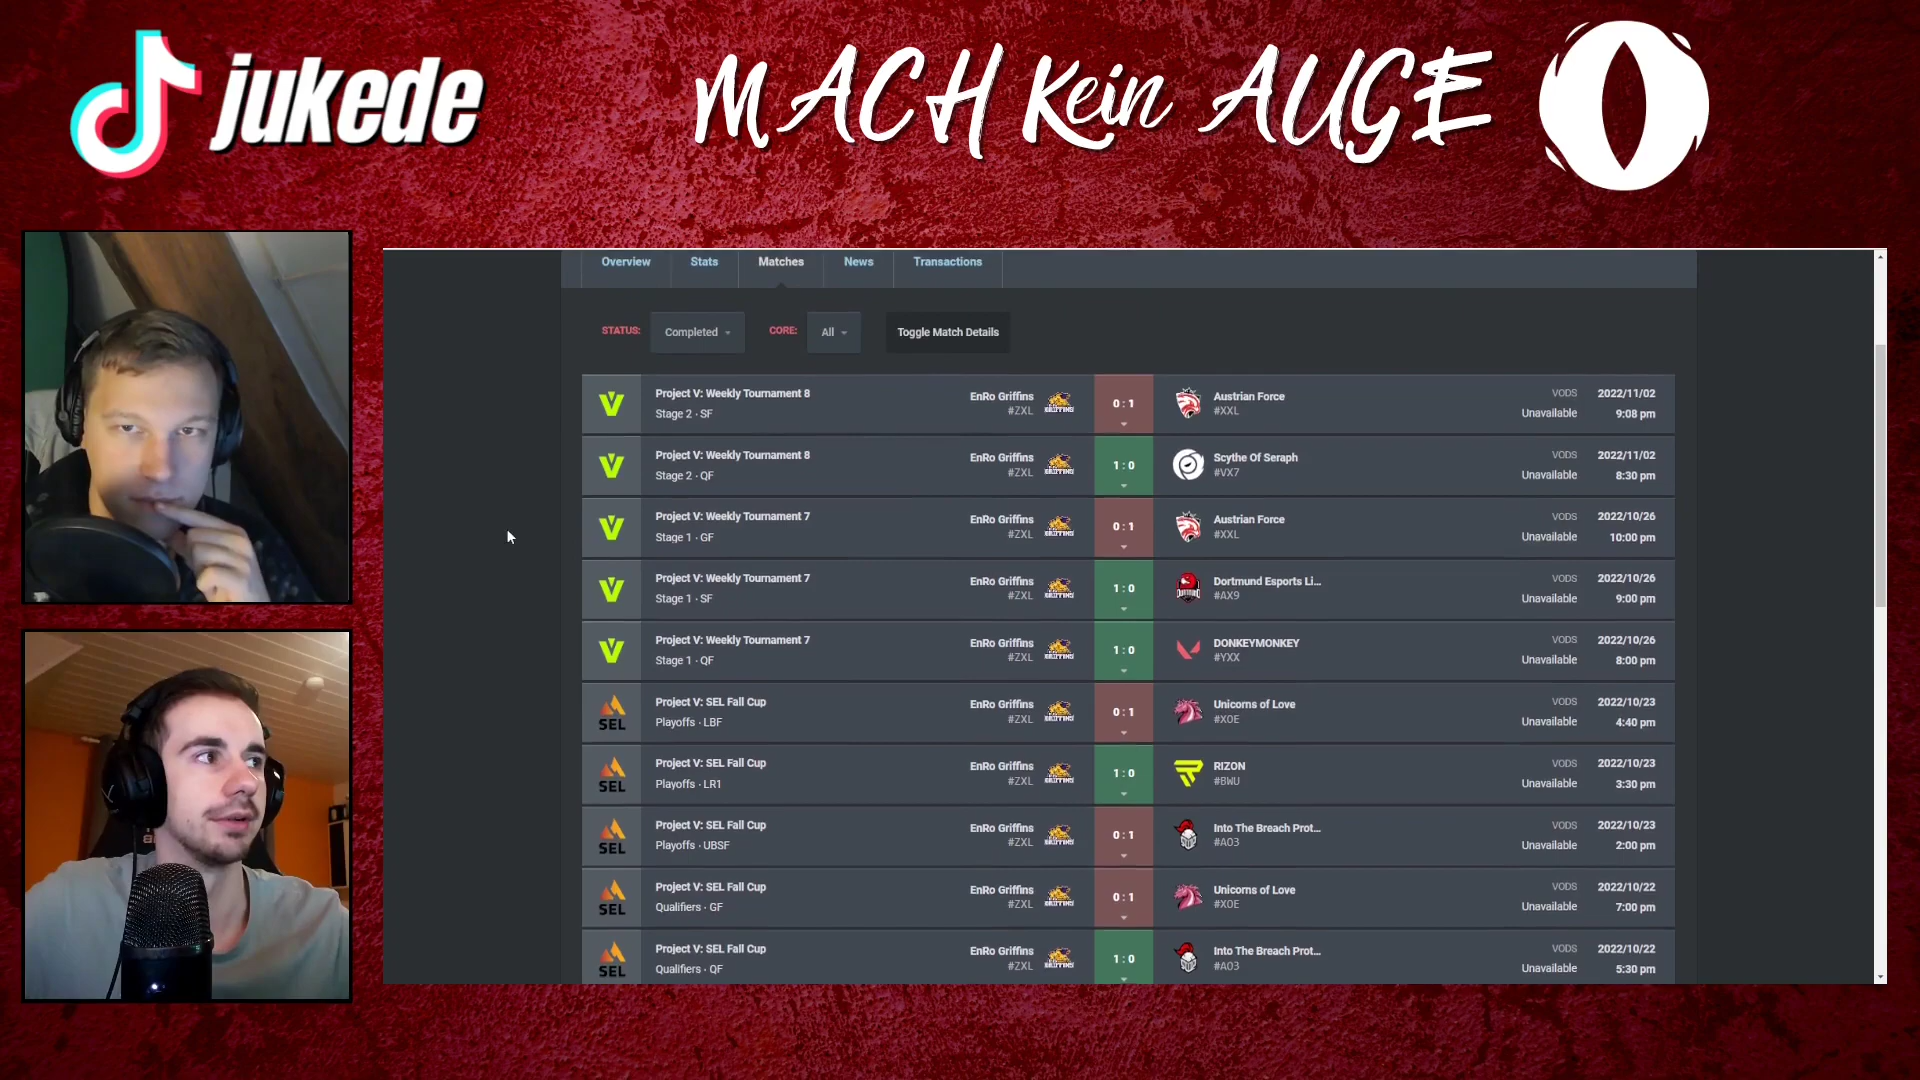 jukede
MACH Kein AUGE
Overview Stats Matches News Transactions
STATUS: Completed CORE: All Toggle Match Details
Project V: Weekly Tournament 8 EnRo Griffins 0 : 1 Austrian Force VODS 2022/11/02
Stage 2 · SF #ZXL #XXL Unavailable 9:08 pm
Project V: Weekly Tournament 8 EnRo Griffins 1 : 0 Scythe Of Seraph VODS 2022/11/02
Stage 2 · QF #ZXL #VX7 Unavailable 8:30 pm
Project V: Weekly Tournament 7 EnRo Griffins 0 : 1 Austrian Force VODS 2022/10/26
Stage 1 · GF #ZXL #XXL Unavailable 10:00 pm
Project V: Weekly Tournament 7 EnRo Griffins 1 : 0 Dortmund Esports Li... VODS 2022/10/26
Stage 1 · SF #ZXL #AX9 Unavailable 9:00 pm
Project V: Weekly Tournament 7 EnRo Griffins 1 : 0 DONKEYMONKEY VODS 2022/10/26
Stage 1 · QF #ZXL #YXX Unavailable 8:00 pm
SEL Project V: SEL Fall Cup EnRo Griffins 0 : 1 Unicorns of Love VODS 2022/10/23
Playoffs · LBF #ZXL #XOE Unavailable 4:40 pm
SEL Project V: SEL Fall Cup EnRo Griffins 1 : 0 RIZON VODS 2022/10/23
Playoffs · LR1 #ZXL #BWU Unavailable 3:30 pm
SEL Project V: SEL Fall Cup EnRo Griffins 0 : 1 Into The Breach Prot... VODS 2022/10/23
Playoffs · UBSF #ZXL #AO3 Unavailable 2:00 pm
SEL Project V: SEL Fall Cup EnRo Griffins 0 : 1 Unicorns of Love VODS 2022/10/22
Qualifiers · GF #ZXL #XOE Unavailable 7:00 pm
SEL Project V: SEL Fall Cup EnRo Griffins 1 : 0 Into The Breach Prot... VODS 2022/10/22
Qualifiers · QF #ZXL #AO3 Unavailable 5:30 pm